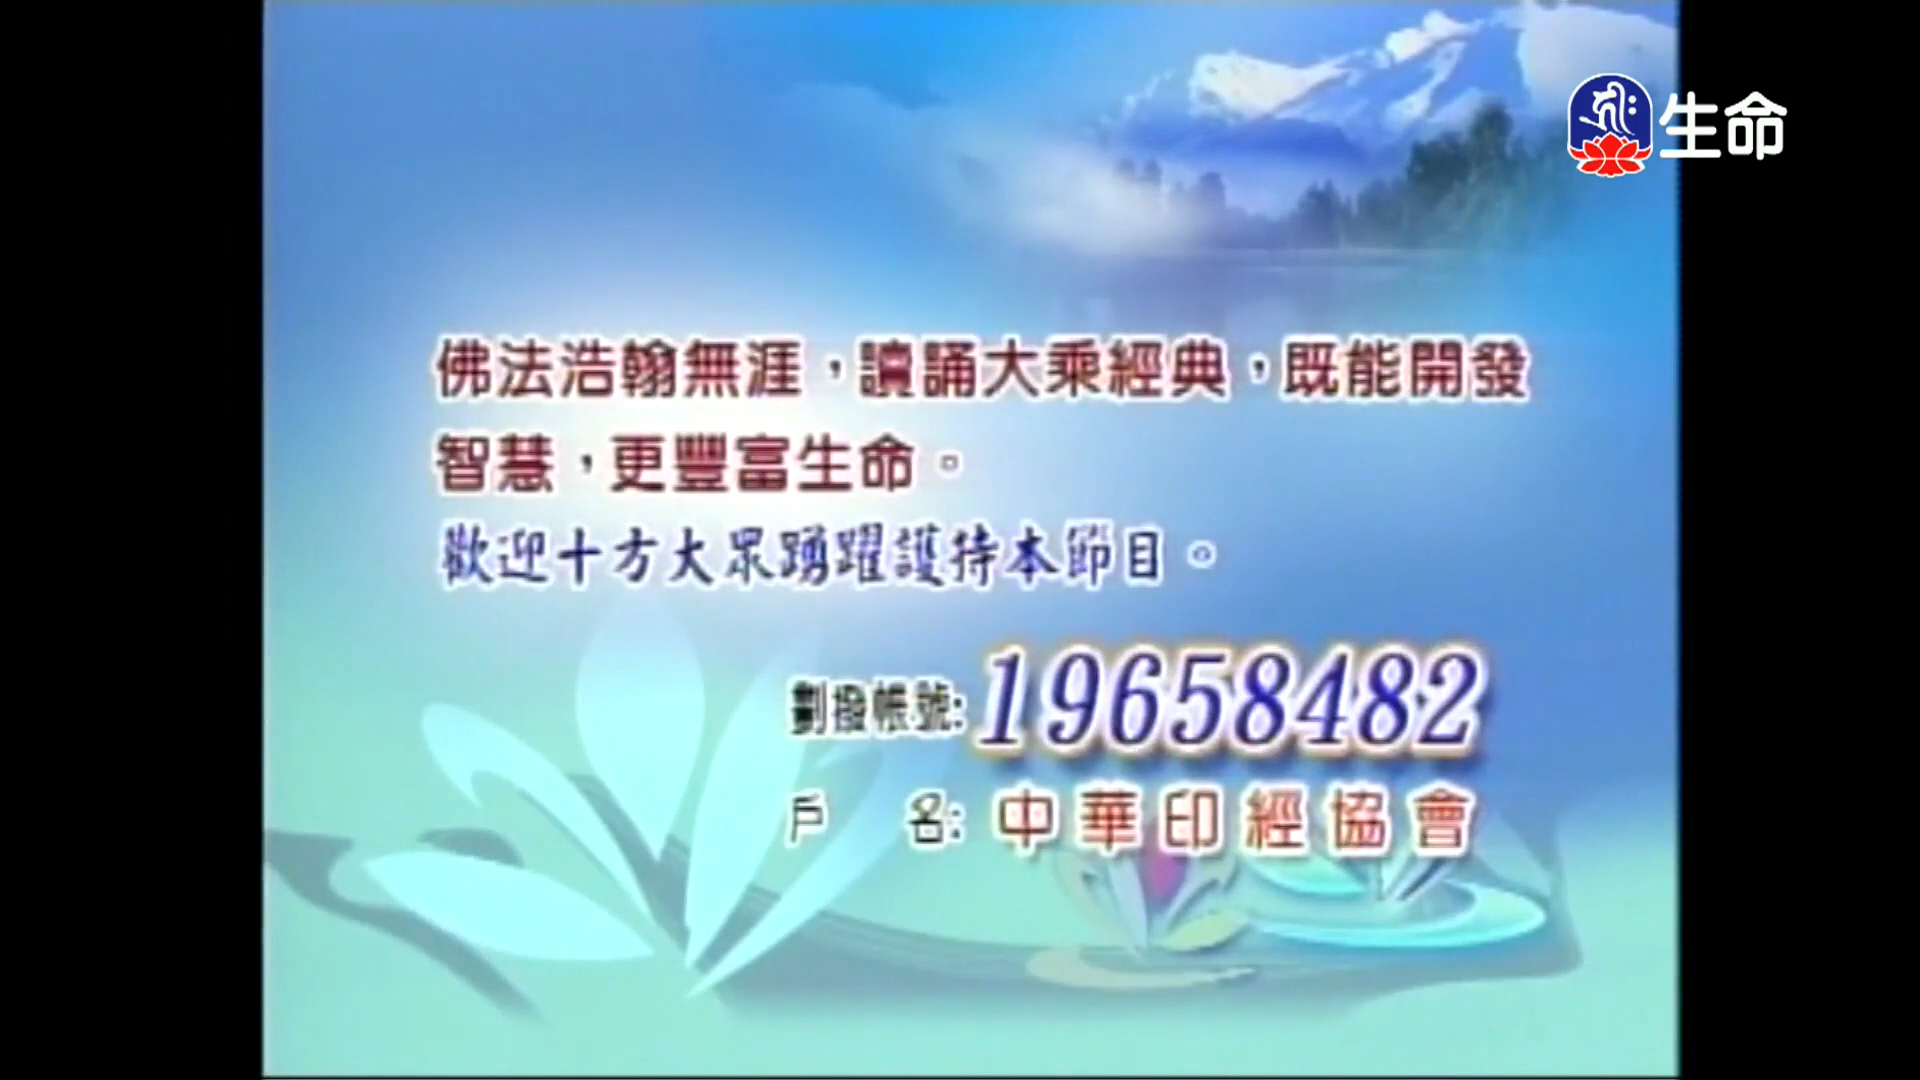 生命
佛法浩翰無涯，讀誦大乘經典，既能開發
智慧，更豐富生命。
歡迎十方大眾踴躍護持本節目。
劃撥帳號:19658482
戶 名:中華印經協會